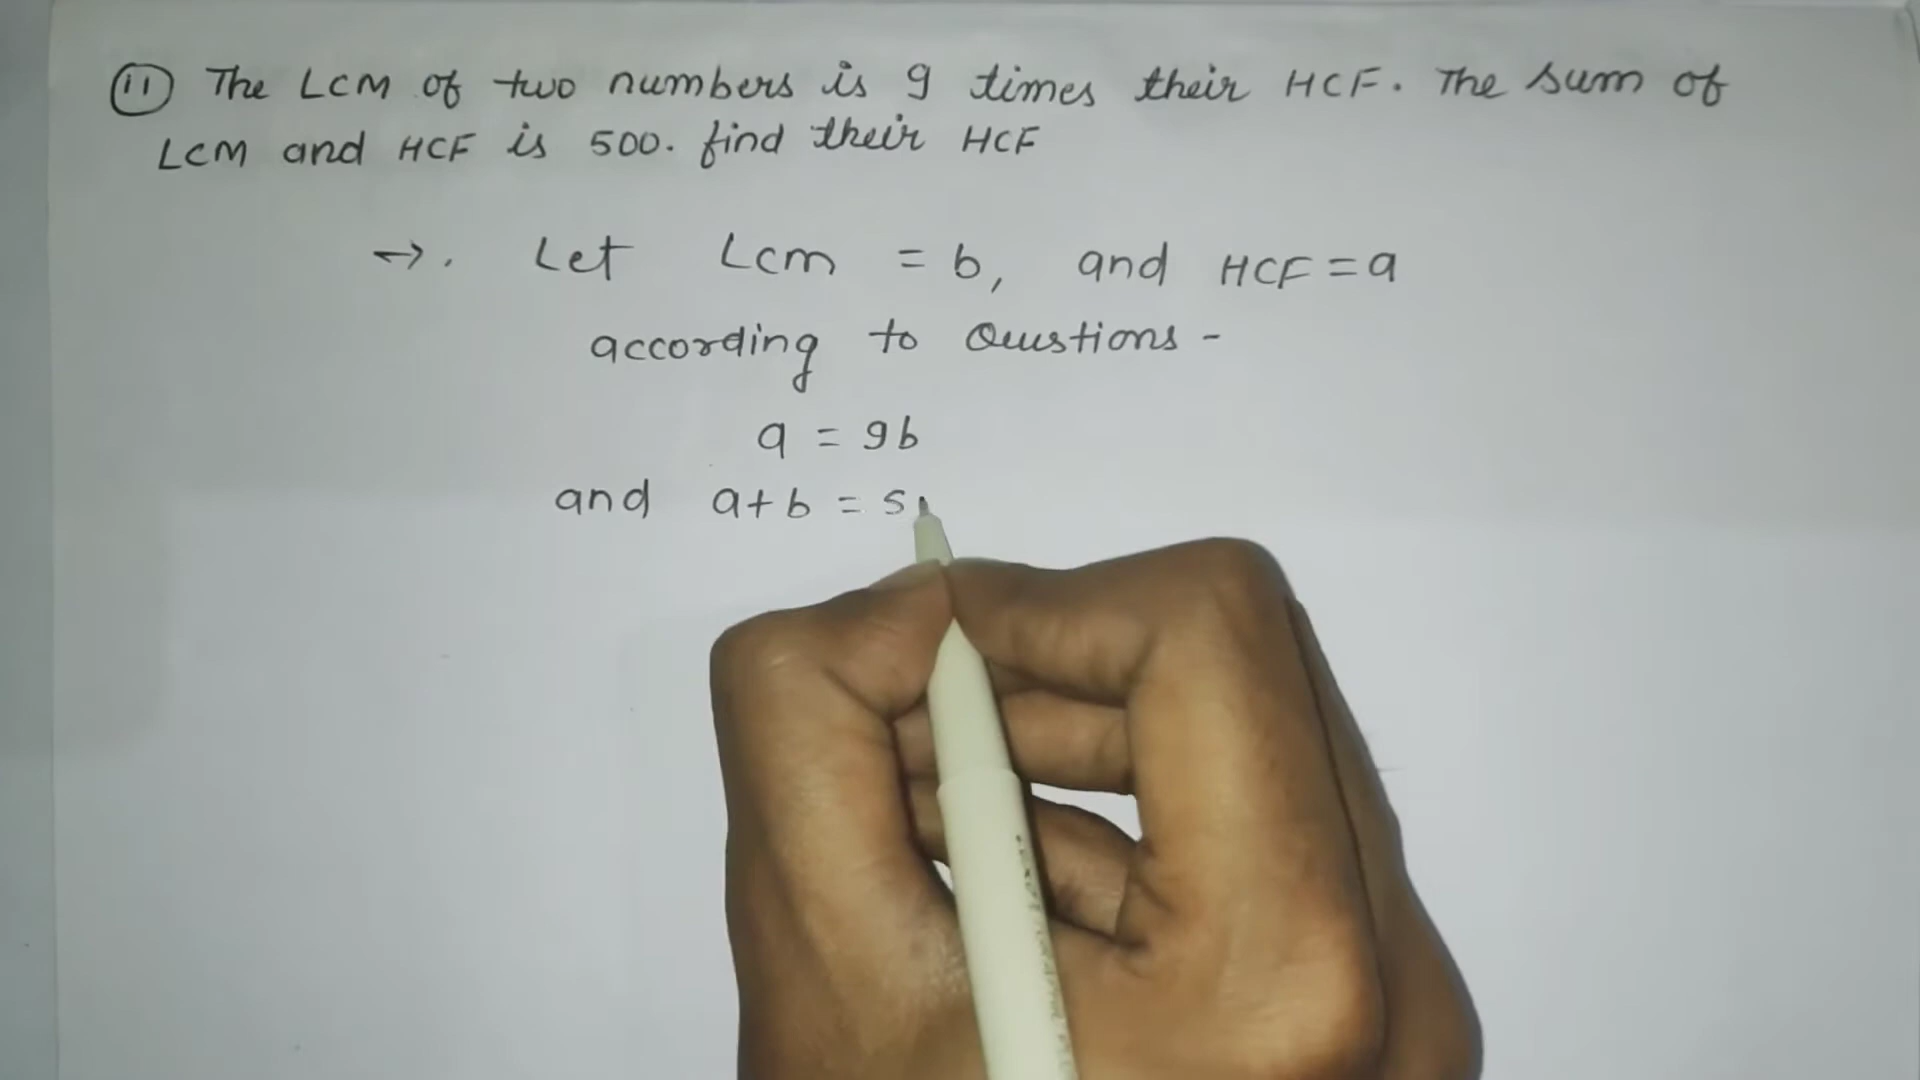 11 The LCM of two numbers is 9 times their HCF. The sum of
LCM and HCF is 500. find their HCF
→. Let Lcm = b, and HCF = a
according to Qustions -
a = 9b
and a+b = 5